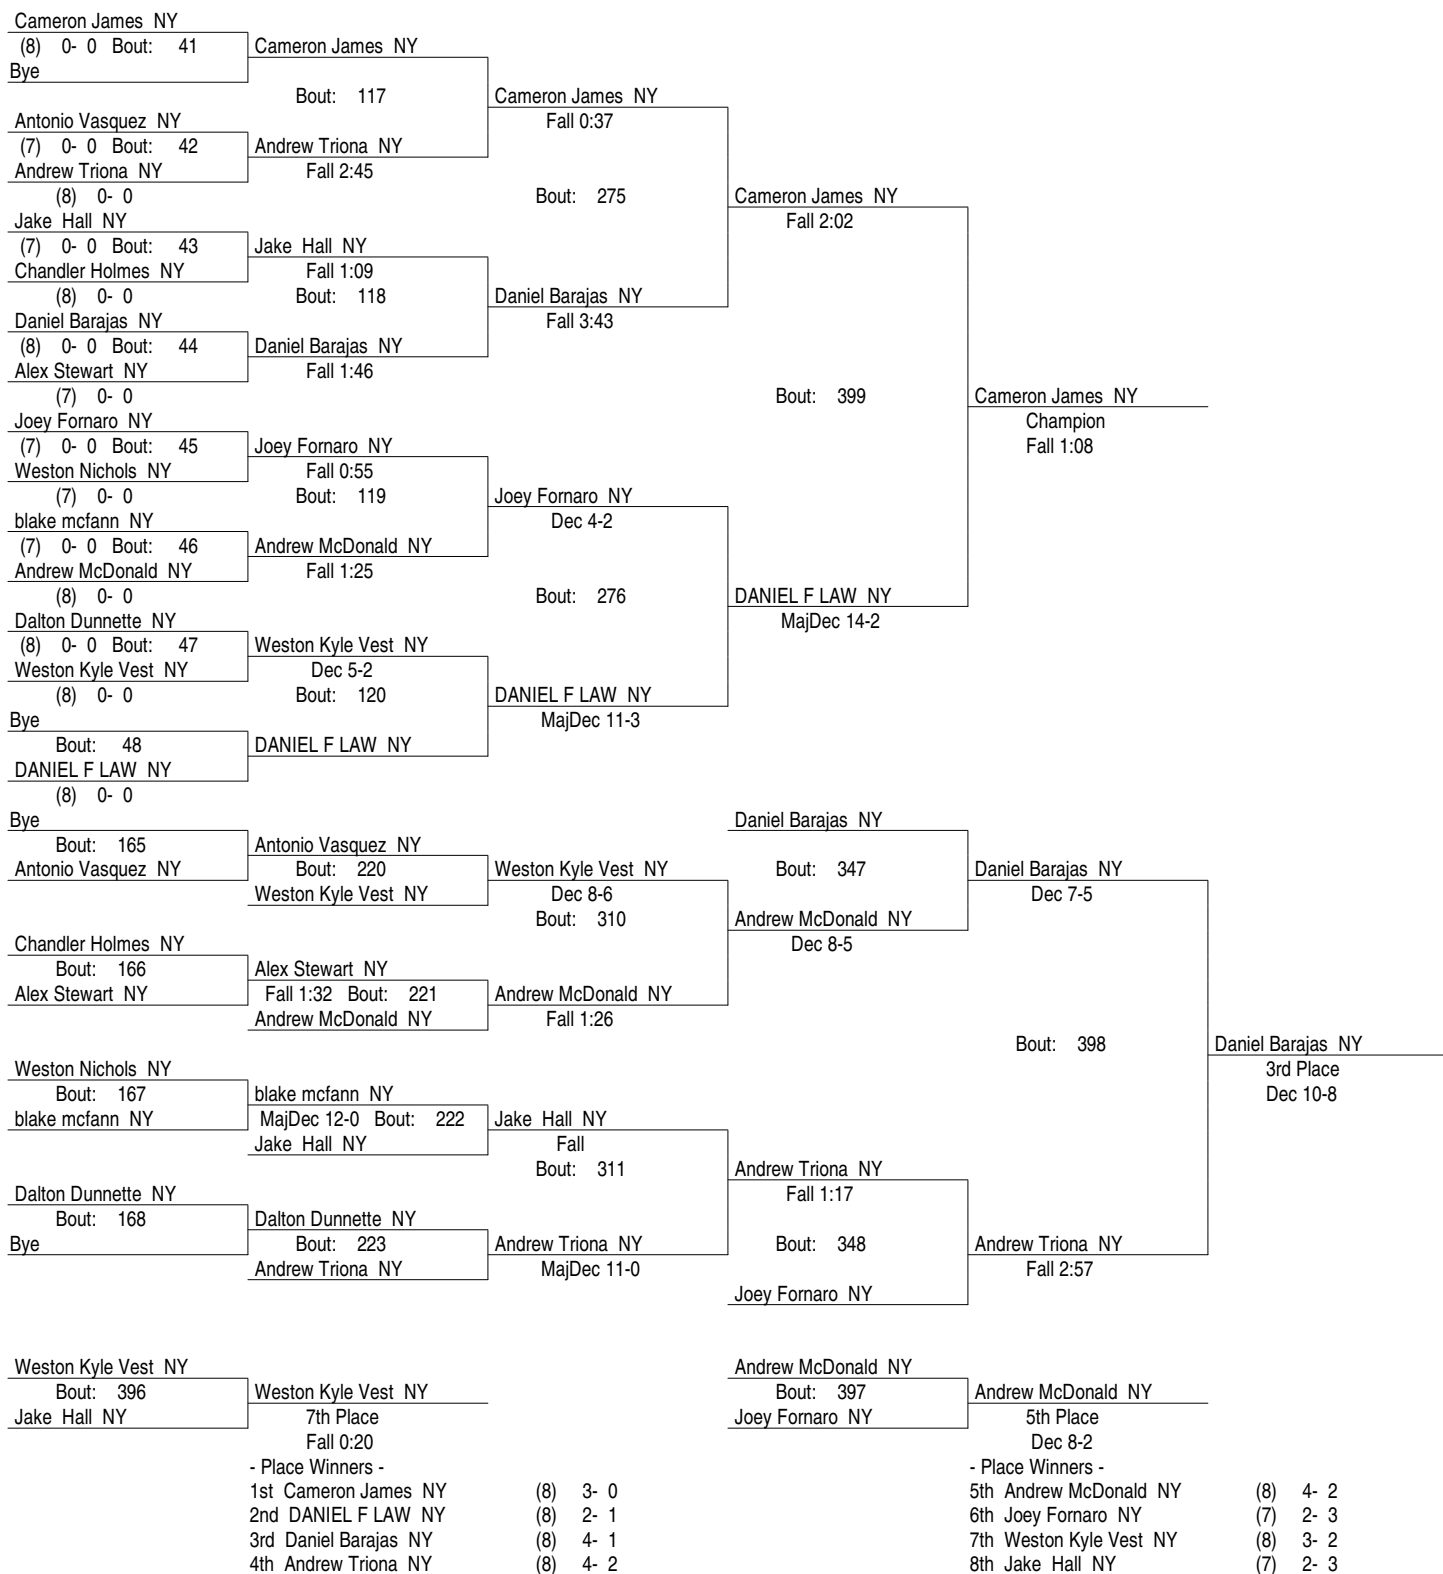 Cameron James NY
(8) 0- 0 Bout: 41 Cameron James NY
Bye
Bout: 117 Cameron James NY
Antonio Vasquez NY Fall 0:37
(7) 0- 0 Bout: 42 Andrew Triona NY
Andrew Triona NY Fall 2:45
(8) 0- 0 Bout: 275 Cameron James NY
Jake Hall NY Fall 2:02
(7) 0- 0 Bout: 43 Jake Hall NY
Chandler Holmes NY Fall 1:09
(8) 0- 0 Bout: 118 Daniel Barajas NY
Daniel Barajas NY Fall 3:43
(8) 0- 0 Bout: 44 Daniel Barajas NY
Alex Stewart NY Fall 1:46
(7) 0- 0 Bout: 399 Cameron James NY
Joey Fornaro NY Champion
(7) 0- 0 Bout: 45 Joey Fornaro NY Fall 1:08
Weston Nichols NY Fall 0:55
(7) 0- 0 Bout: 119 Joey Fornaro NY
blake mcfann NY Dec 4-2
(7) 0- 0 Bout: 46 Andrew McDonald NY
Andrew McDonald NY Fall 1:25
(8) 0- 0 Bout: 276 DANIEL F LAW NY
Dalton Dunnette NY MajDec 14-2
(8) 0- 0 Bout: 47 Weston Kyle Vest NY
Weston Kyle Vest NY Dec 5-2
(8) 0- 0 Bout: 120 DANIEL F LAW NY
Bye MajDec 11-3
Bout: 48 DANIEL F LAW NY
DANIEL F LAW NY
(8) 0- 0
Bye Daniel Barajas NY
Bout: 165 Antonio Vasquez NY
Antonio Vasquez NY Bout: 220 Weston Kyle Vest NY Bout: 347 Daniel Barajas NY
Weston Kyle Vest NY Dec 8-6 Dec 7-5
Bout: 310 Andrew McDonald NY
Chandler Holmes NY Dec 8-5
Bout: 166 Alex Stewart NY
Alex Stewart NY Fall 1:32 Bout: 221 Andrew McDonald NY
Andrew McDonald NY Fall 1:26
Bout: 398 Daniel Barajas NY
Weston Nichols NY 3rd Place
Bout: 167 blake mcfann NY Dec 10-8
blake mcfann NY MajDec 12-0 Bout: 222 Jake Hall NY
Jake Hall NY Fall
Bout: 311 Andrew Triona NY
Dalton Dunnette NY Fall 1:17
Bout: 168 Dalton Dunnette NY
Bye Bout: 223 Andrew Triona NY Bout: 348 Andrew Triona NY
Andrew Triona NY MajDec 11-0 Fall 2:57
Joey Fornaro NY
Weston Kyle Vest NY Andrew McDonald NY
Bout: 396 Weston Kyle Vest NY Bout: 397 Andrew McDonald NY
Jake Hall NY 7th Place Joey Fornaro NY 5th Place
Fall 0:20 Dec 8-2
- Place Winners - - Place Winners -
1st Cameron James NY (8) 3- 0 5th Andrew McDonald NY (8) 4- 2
2nd DANIEL F LAW NY (8) 2- 1 6th Joey Fornaro NY (7) 2- 3
3rd Daniel Barajas NY (8) 4- 1 7th Weston Kyle Vest NY (8) 3- 2
4th Andrew Triona NY (8) 4- 2 8th Jake Hall NY (7) 2- 3